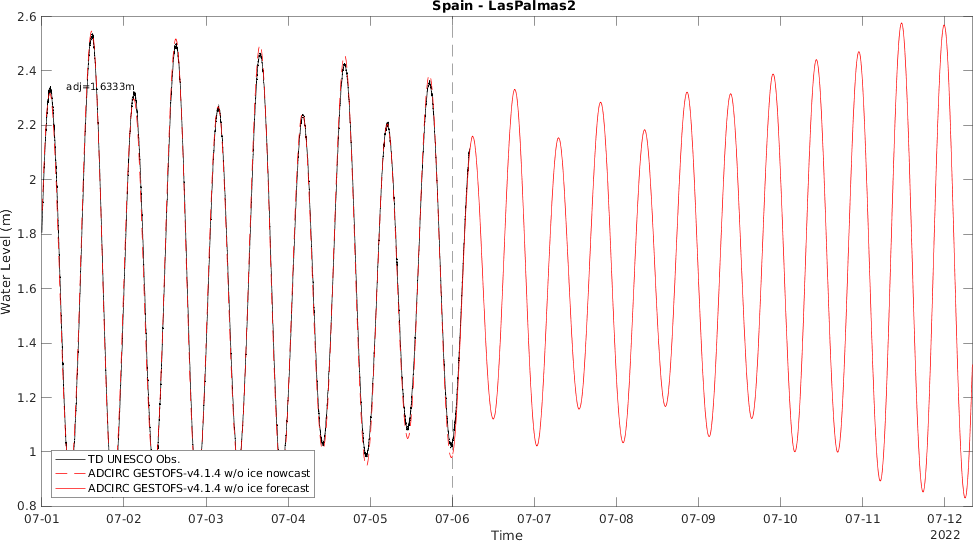 Spain - LasPalmas2
2.6
2.4
2.2
2
1.8
1.6
1.4
1.2
1
0.8
Water Level (m)
adj=1.6333m
TD UNESCO Obs.
ADCIRC GESTOFS-v4.1.4 w/o ice nowcast
ADCIRC GESTOFS-v4.1.4 w/o ice forecast
07-01 07-02 07-03 07-04 07-05 07-06 07-07 07-08 07-09 07-10 07-11 07-12
Time
2022